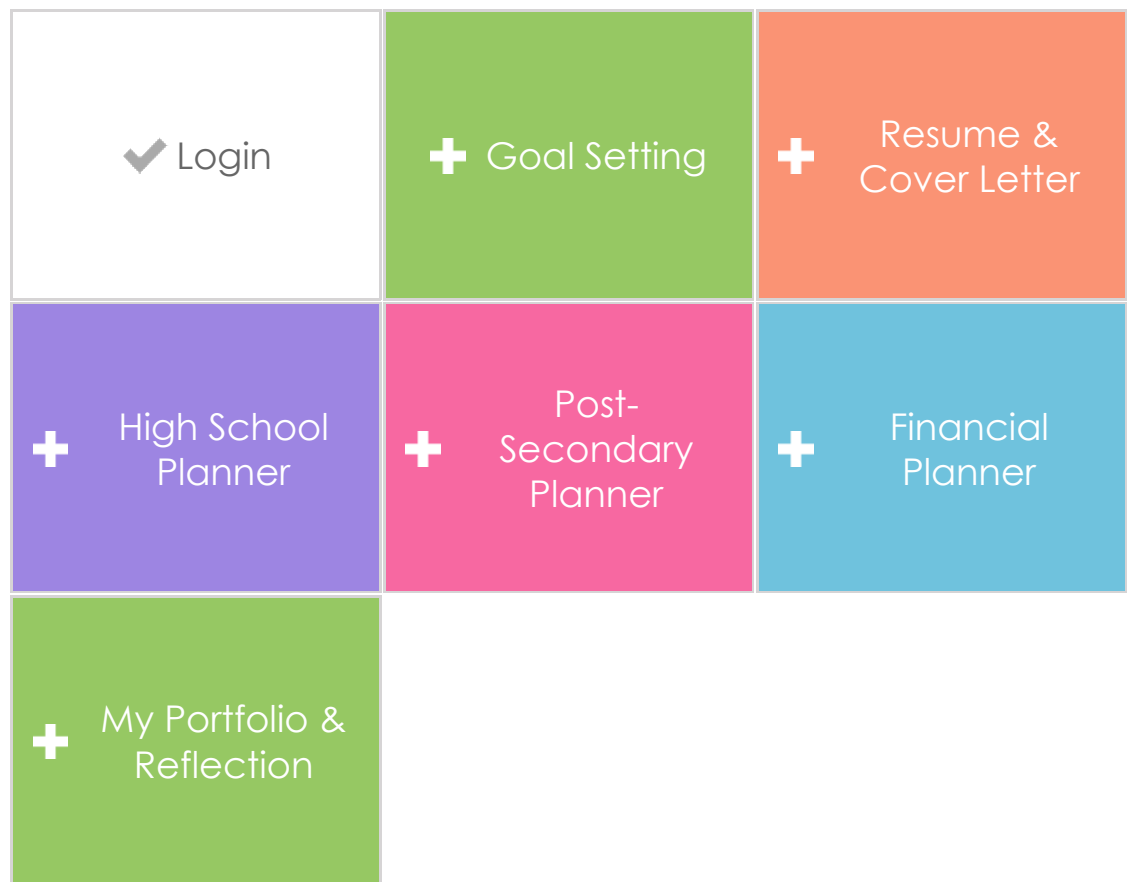 Login
Goal Setting
Resume &
Cover Letter
High School
Planner
Post-
Secondary
Planner
Financial
Planner
My Portfolio &
Reflection